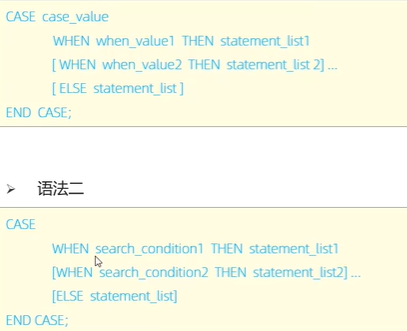 CASE case_value
WHEN when_value1 THEN statement_list1
[ WHEN when_value2 THEN statement_list 2] ...
[ ELSE statement_list ]
END CASE;
➢ 语法二
CASE
WHEN search_condition1 THEN statement_list1
[WHEN search_condition2 THEN statement_list2] ...
[ELSE statement_list]
END CASE;